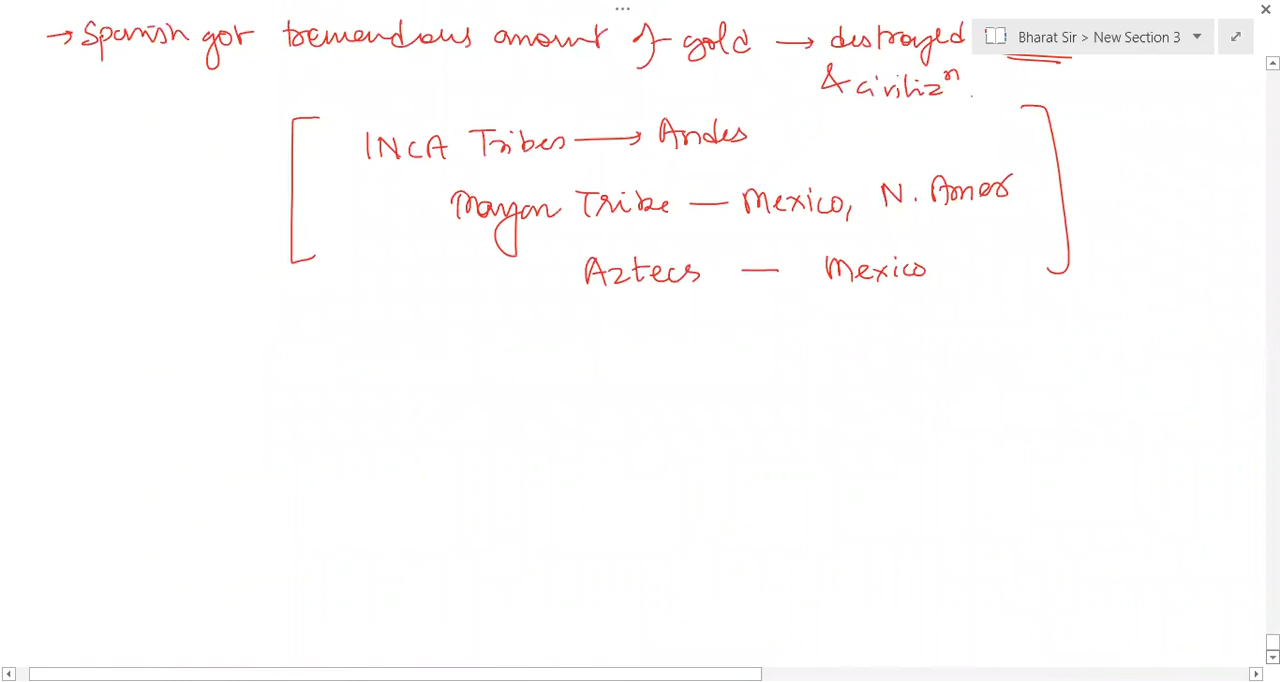 → Spanish got tremendous amount of gold → destroyed
& civilizn.
INCA Tribes → Andes
Mayan Tribe — Mexico, N. Amer
Aztecs — Mexico
Bharat Sir > New Section 3